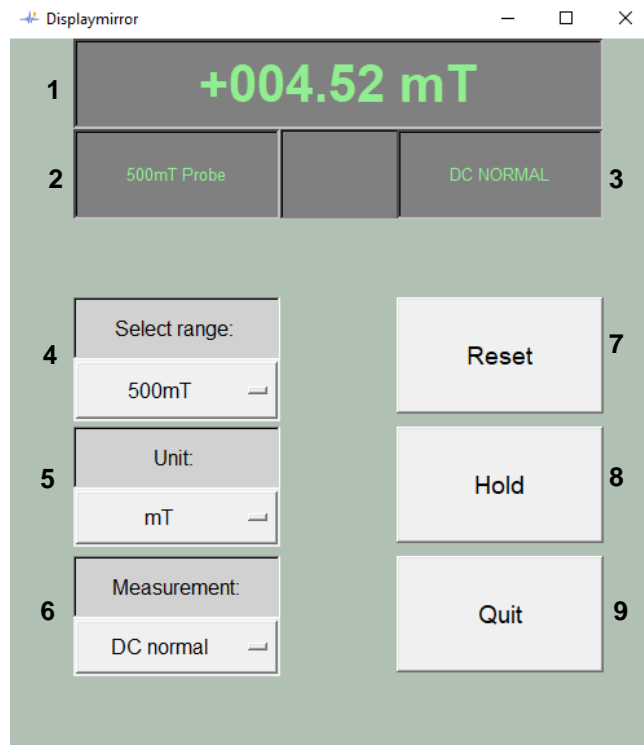 Displaymirror
1
+004.52 mT
2
500mT Probe
DC NORMAL
3
4
Select range:
500mT
Reset
7
5
Unit:
mT
Hold
8
6
Measurement:
DC normal
Quit
9